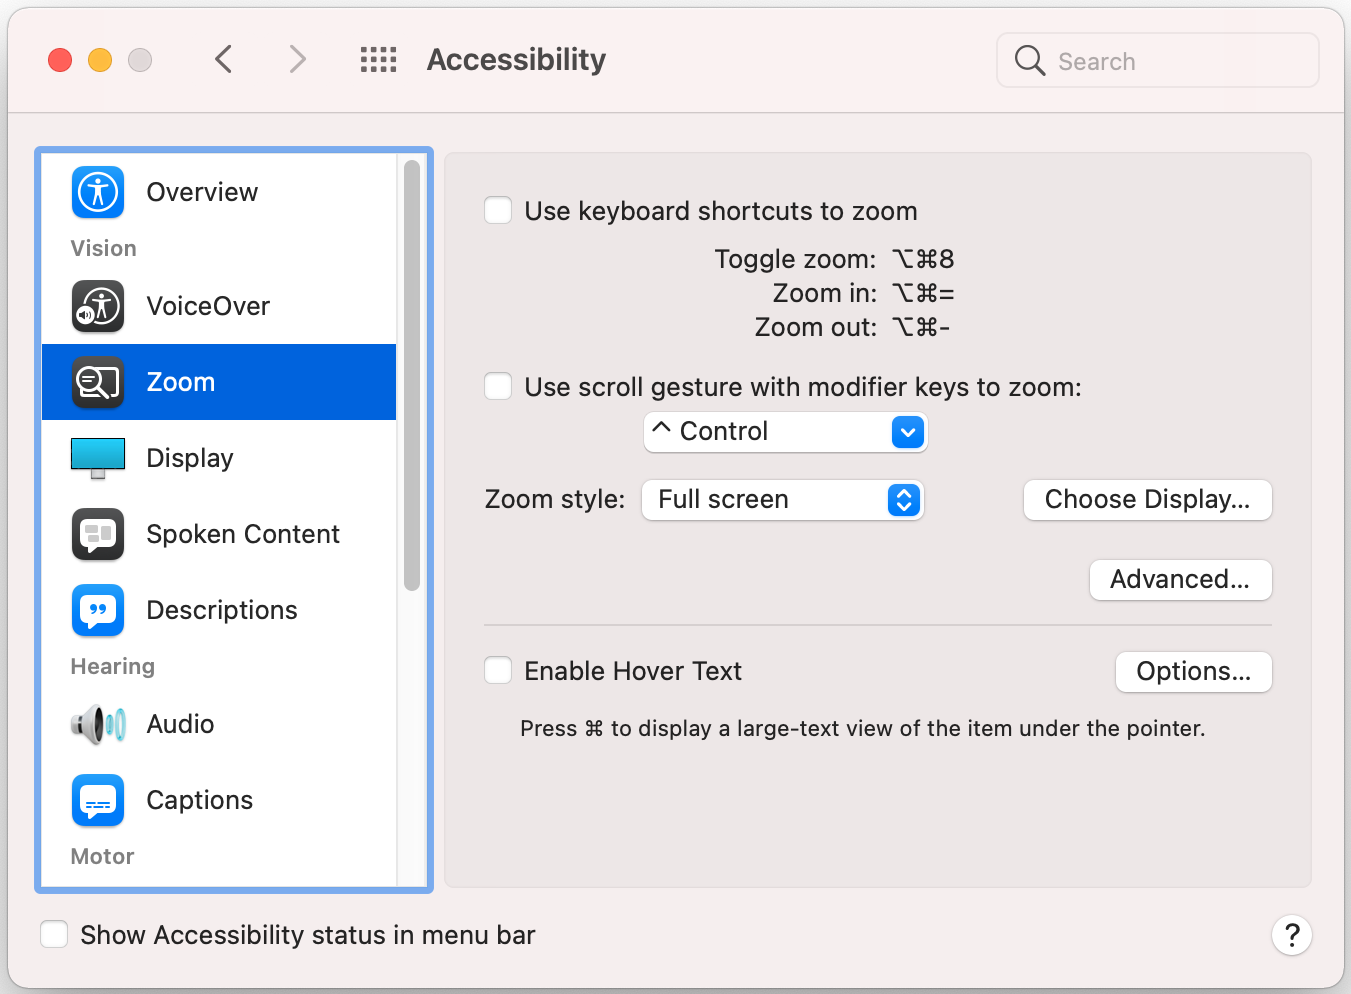 Accessibility
Search
Overview
Vision
VoiceOver
Zoom
Display
Spoken Content
Descriptions
Hearing
Audio
Captions
Motor
Use keyboard shortcuts to zoom
Toggle zoom: ⌥⌘8
Zoom in: ⌥⌘=
Zoom out: ⌥⌘-
Use scroll gesture with modifier keys to zoom:
^ Control
Zoom style: Full screen Choose Display...
Advanced...
Enable Hover Text Options...
Press ⌘ to display a large-text view of the item under the pointer.
Show Accessibility status in menu bar ?